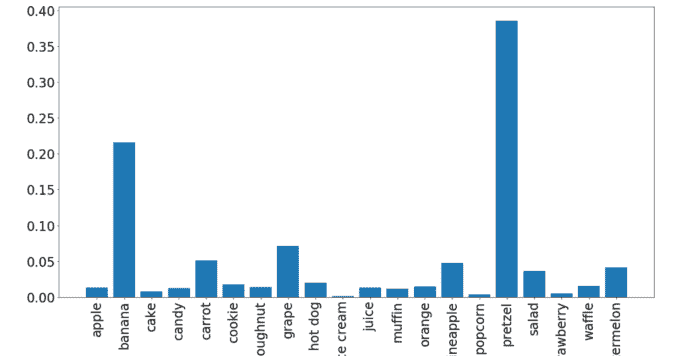 0.40
0.35
0.30
0.25
0.20
0.15
0.10
0.05
0.00
apple
banana
cake
candy
carrot
cookie
oughnut
grape
hot dog
ce cream
juice
muffin
orange
neapple
popcorn
pretzel
salad
awberry
waffle
ermelon